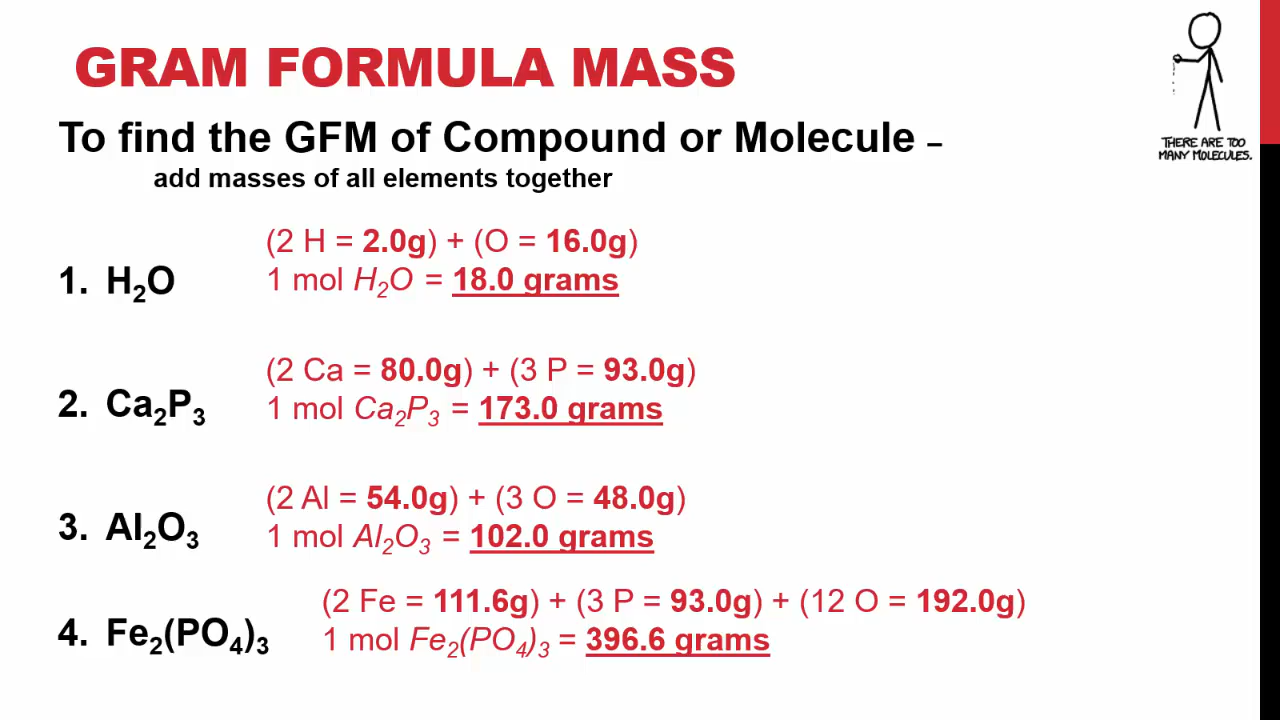 GRAM FORMULA MASS
THERE ARE TOO
MANY MOLECULES.
To find the GFM of Compound or Molecule –
add masses of all elements together
(2 H = 2.0g) + (O = 16.0g)
1. H₂O
1 mol H₂O = 18.0 grams
(2 Ca = 80.0g) + (3 P = 93.0g)
2. Ca₂P₃
1 mol Ca₂P₃ = 173.0 grams
(2 Al = 54.0g) + (3 O = 48.0g)
3. Al₂O₃
1 mol Al₂O₃ = 102.0 grams
(2 Fe = 111.6g) + (3 P = 93.0g) + (12 O = 192.0g)
4. Fe₂(PO₄)₃
1 mol Fe₂(PO₄)₃ = 396.6 grams